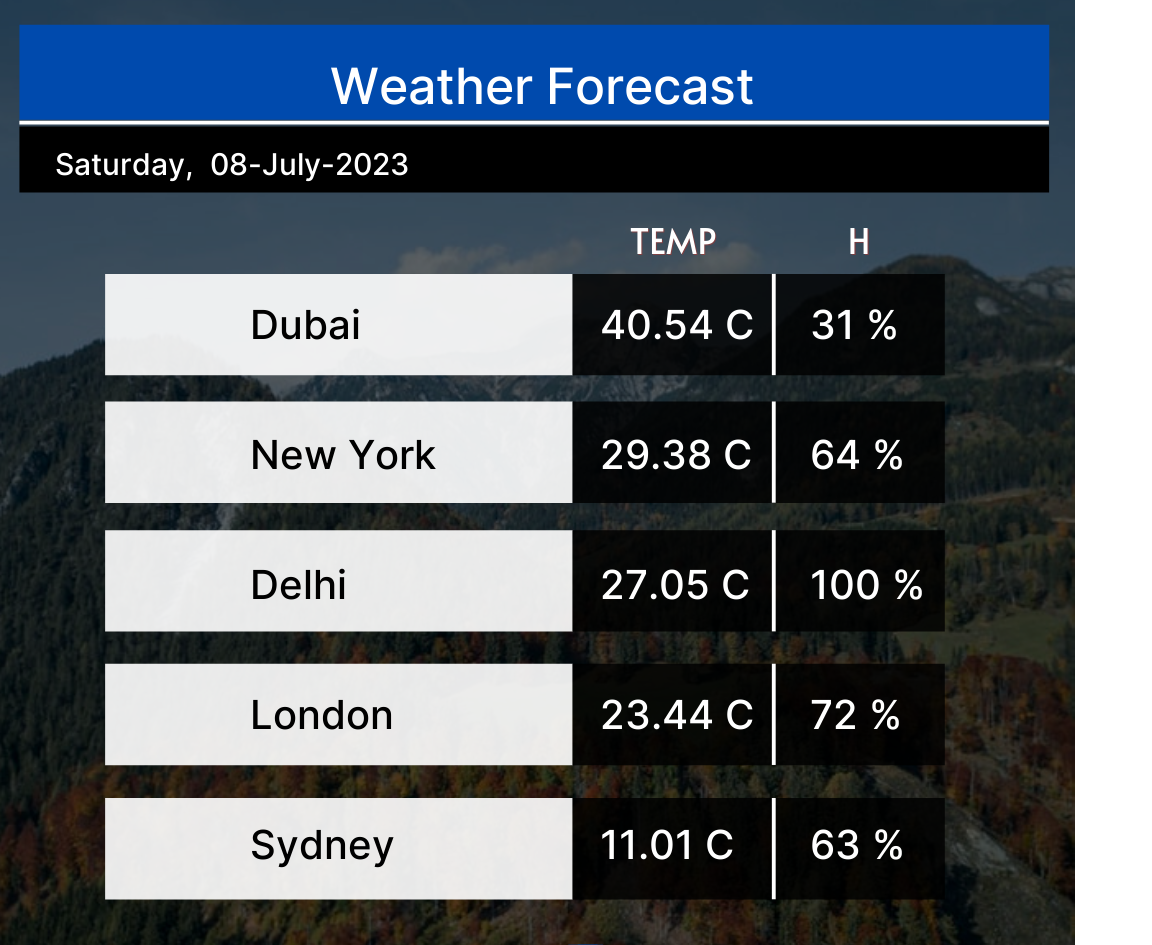 Weather Forecast
Saturday, 08-July-2023
TEMP H
Dubai 40.54 C 31 %
New York 29.38 C 64 %
Delhi 27.05 C 100 %
London 23.44 C 72 %
Sydney 11.01 C 63 %